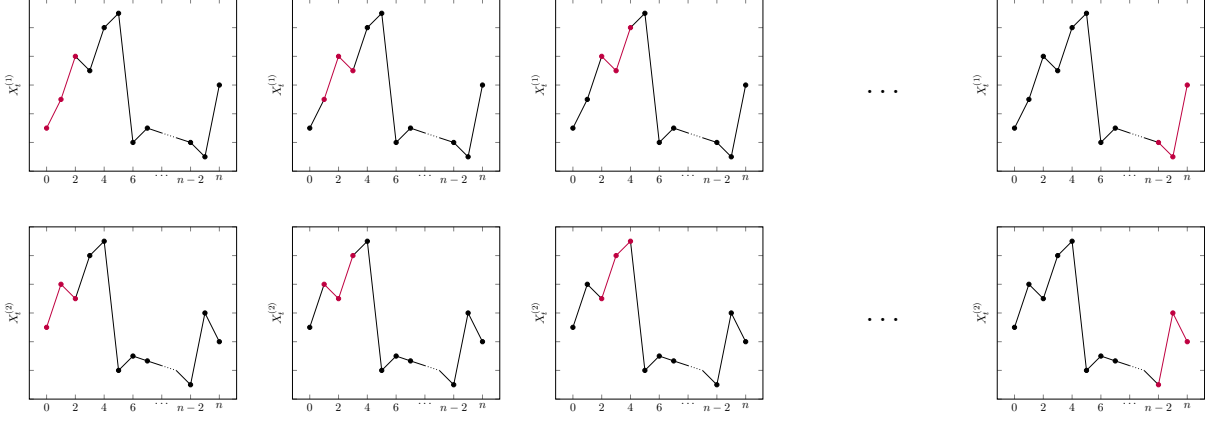 X_t^{(1)} X_t^{(1)} X_t^{(1)} X_t^{(1)}
0 2 4 6 ⋯ n − 2 n 0 2 4 6 ⋯ n − 2 n 0 2 4 6 ⋯ n − 2 n 0 2 4 6 ⋯ n − 2 n
X_t^{(2)} X_t^{(2)} X_t^{(2)} X_t^{(2)}
0 2 4 6 ⋯ n − 2 n 0 2 4 6 ⋯ n − 2 n 0 2 4 6 ⋯ n − 2 n 0 2 4 6 ⋯ n − 2 n